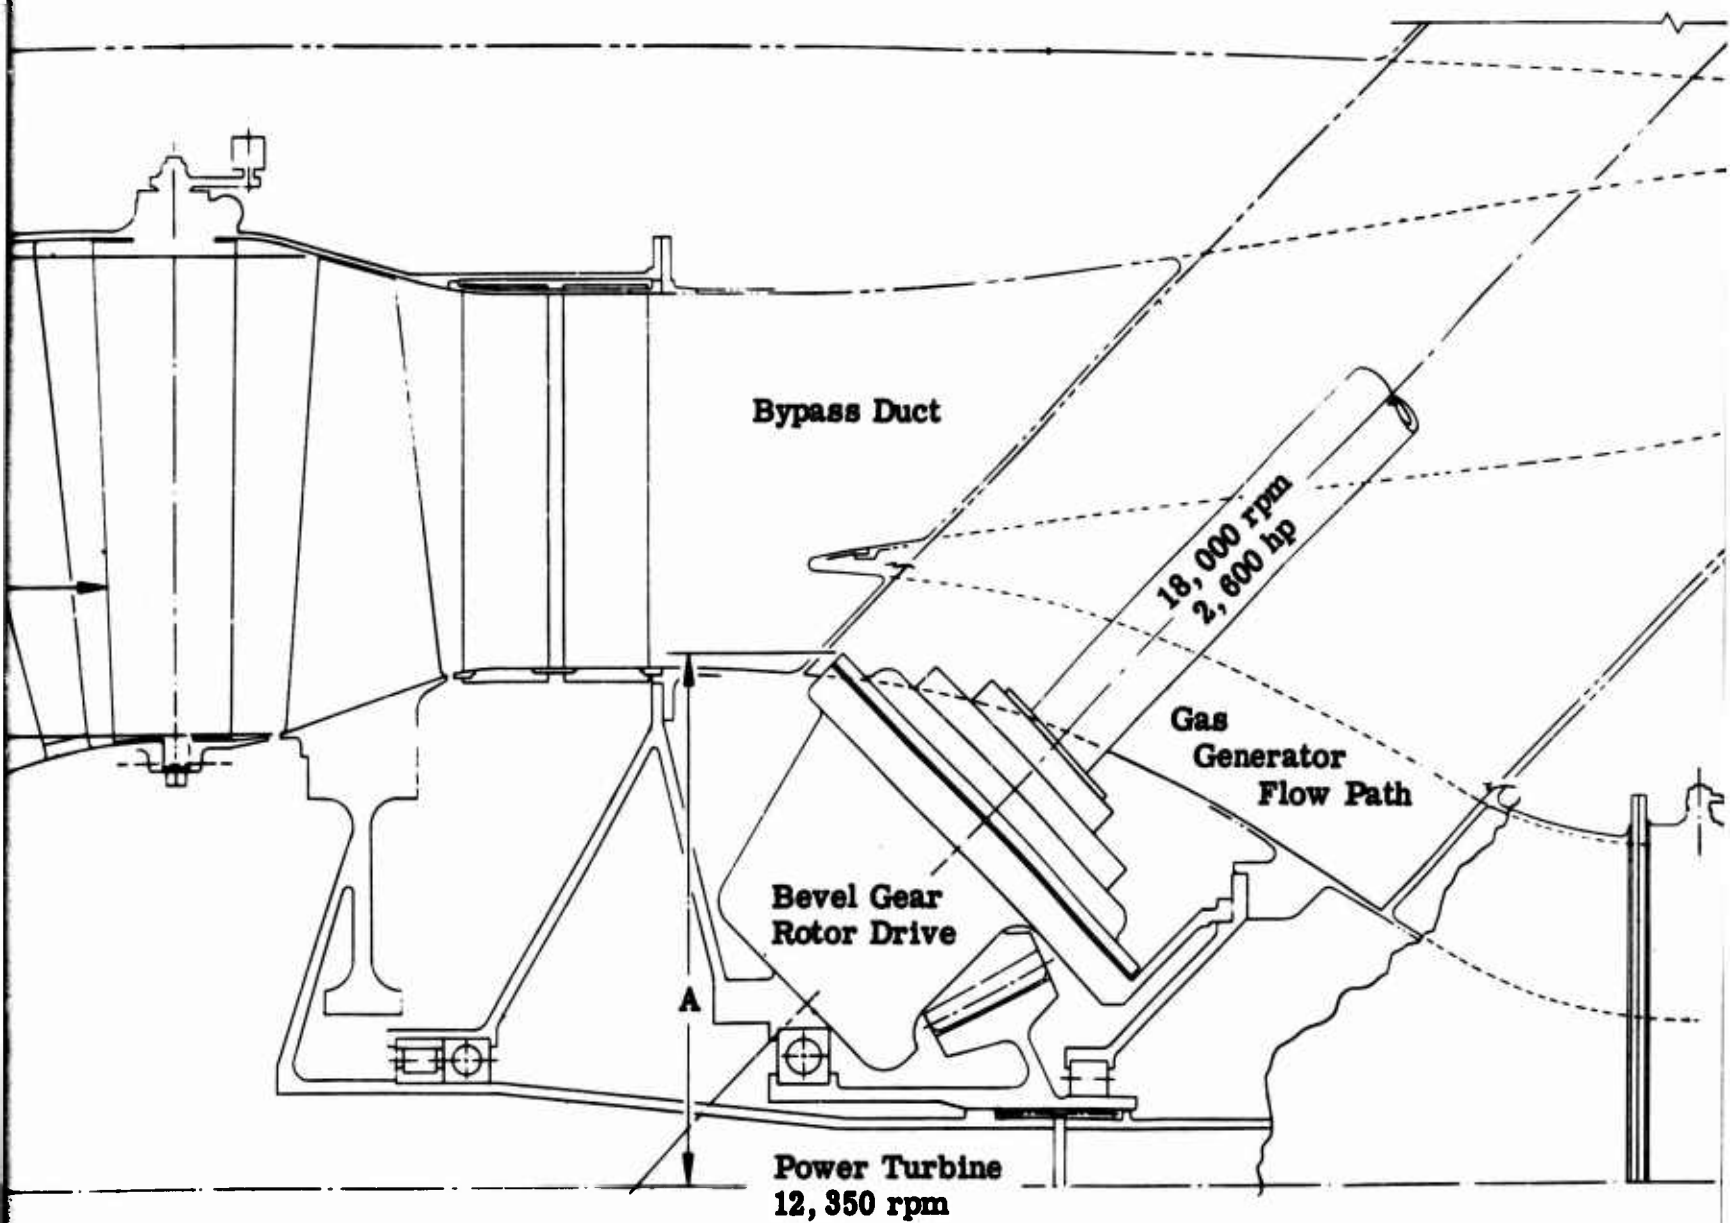 Bypass Duct
18, 000 rpm
2, 600 hp
Gas
Generator
Flow Path
Bevel Gear
Rotor Drive
A
Power Turbine
12, 350 rpm